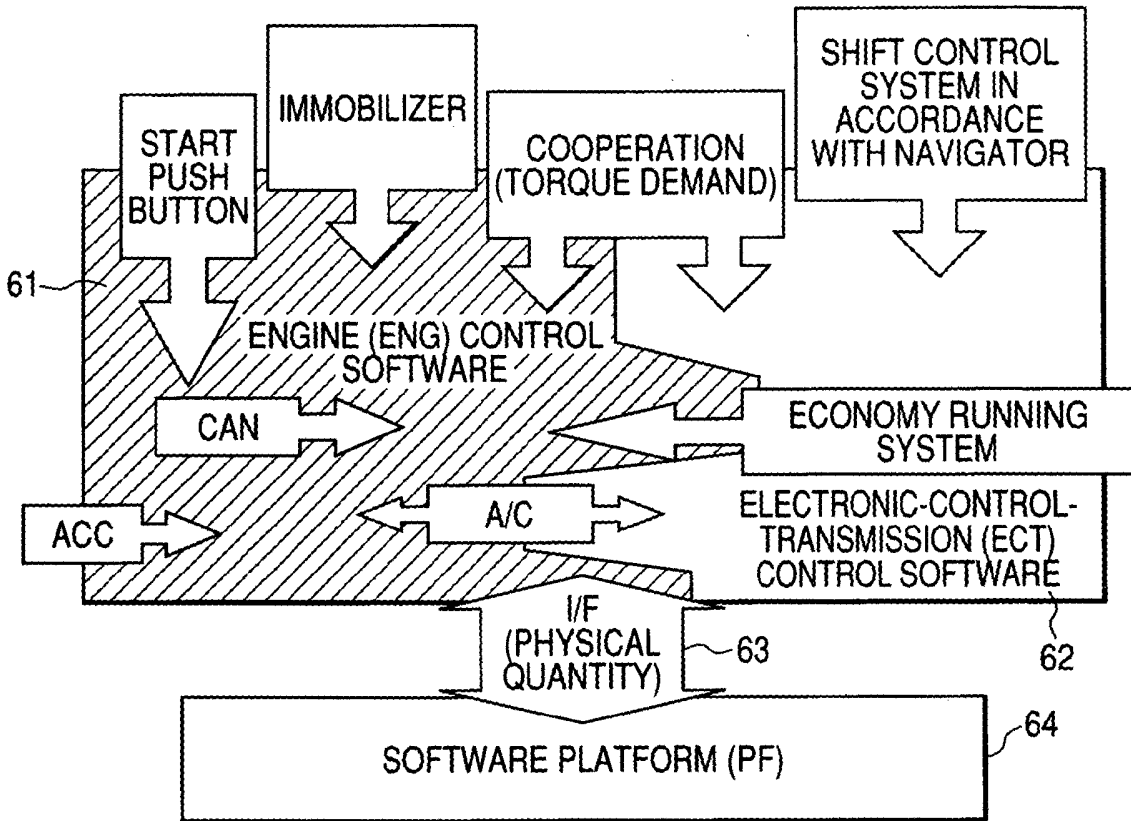 START
PUSH
BUTTON
IMMOBILIZER
COOPERATION
(TORQUE DEMAND)
SHIFT CONTROL
SYSTEM IN
ACCORDANCE
WITH NAVIGATOR
61
ENGINE (ENG) CONTROL
SOFTWARE
CAN
ECONOMY RUNNING
SYSTEM
ACC
A/C
ELECTRONIC-CONTROL-
TRANSMISSION (ECT)
CONTROL SOFTWARE
62
I/F
(PHYSICAL
QUANTITY)
63
64
SOFTWARE PLATFORM (PF)